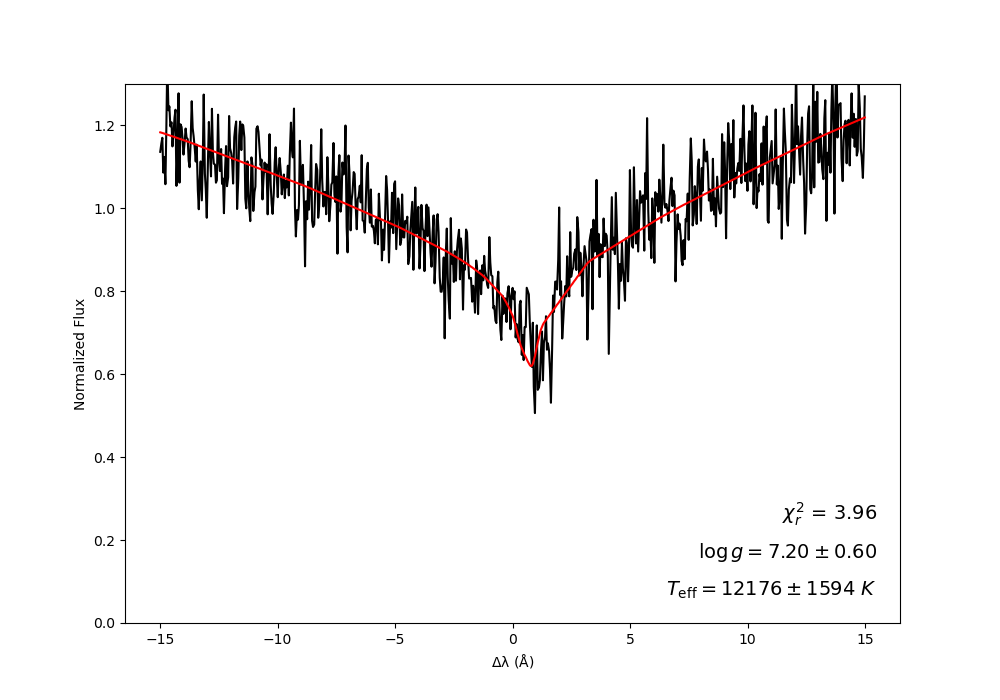 1.2
1.0
0.8
0.6
0.4
0.2
0.0
Normalized Flux
χ²ᵣ = 3.96
log g = 7.20 ± 0.60
T_eff = 12176 ± 1594 K
−15 −10 −5 0 5 10 15
Δλ (Å)